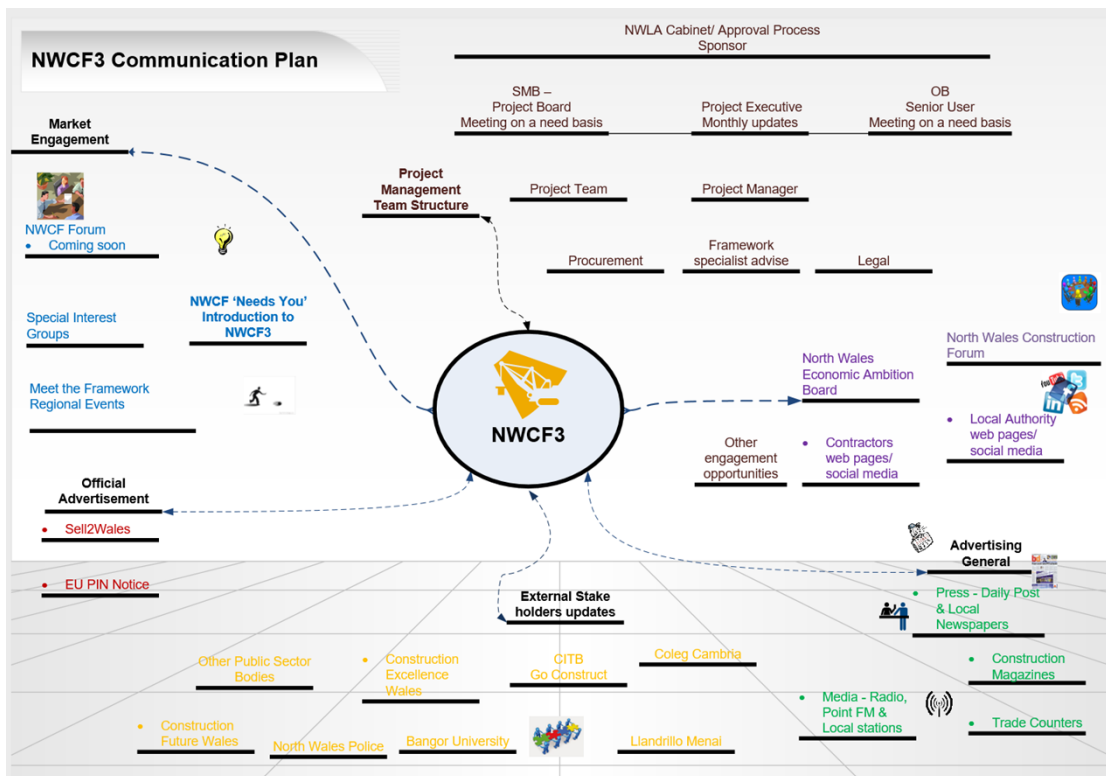 NWCF3 Communication Plan
NWLA Cabinet/ Approval Process
Sponsor
SMB –
Project Board
Meeting on a need basis
Project Executive
Monthly updates
OB
Senior User
Meeting on a need basis
Market
Engagement
Project
Management
Team Structure
Project Team
Project Manager
NWCF Forum
• Coming soon
Procurement
Framework
specialist advise
Legal
Special Interest
Groups
NWCF ‘Needs You’
Introduction to
NWCF3
Meet the Framework
Regional Events
NWCF3
North Wales
Economic Ambition
Board
North Wales Construction
Forum
You
in
• Local Authority
web pages/
social media
Other
engagement
opportunities
• Contractors
web pages/
social media
Official
Advertisement
• Sell2Wales
• EU PIN Notice
External Stake
holders updates
Advertising
General
• Press - Daily Post & Local
Newspapers
• Construction
Magazines
• Media - Radio,
Point FM &
Local stations
• Trade Counters
Other Public Sector
Bodies
• Construction
Excellence
Wales
CITB
Go Construct
Coleg Cambria
• Construction
Future Wales
North Wales Police
Bangor University
Llandrillo Menai